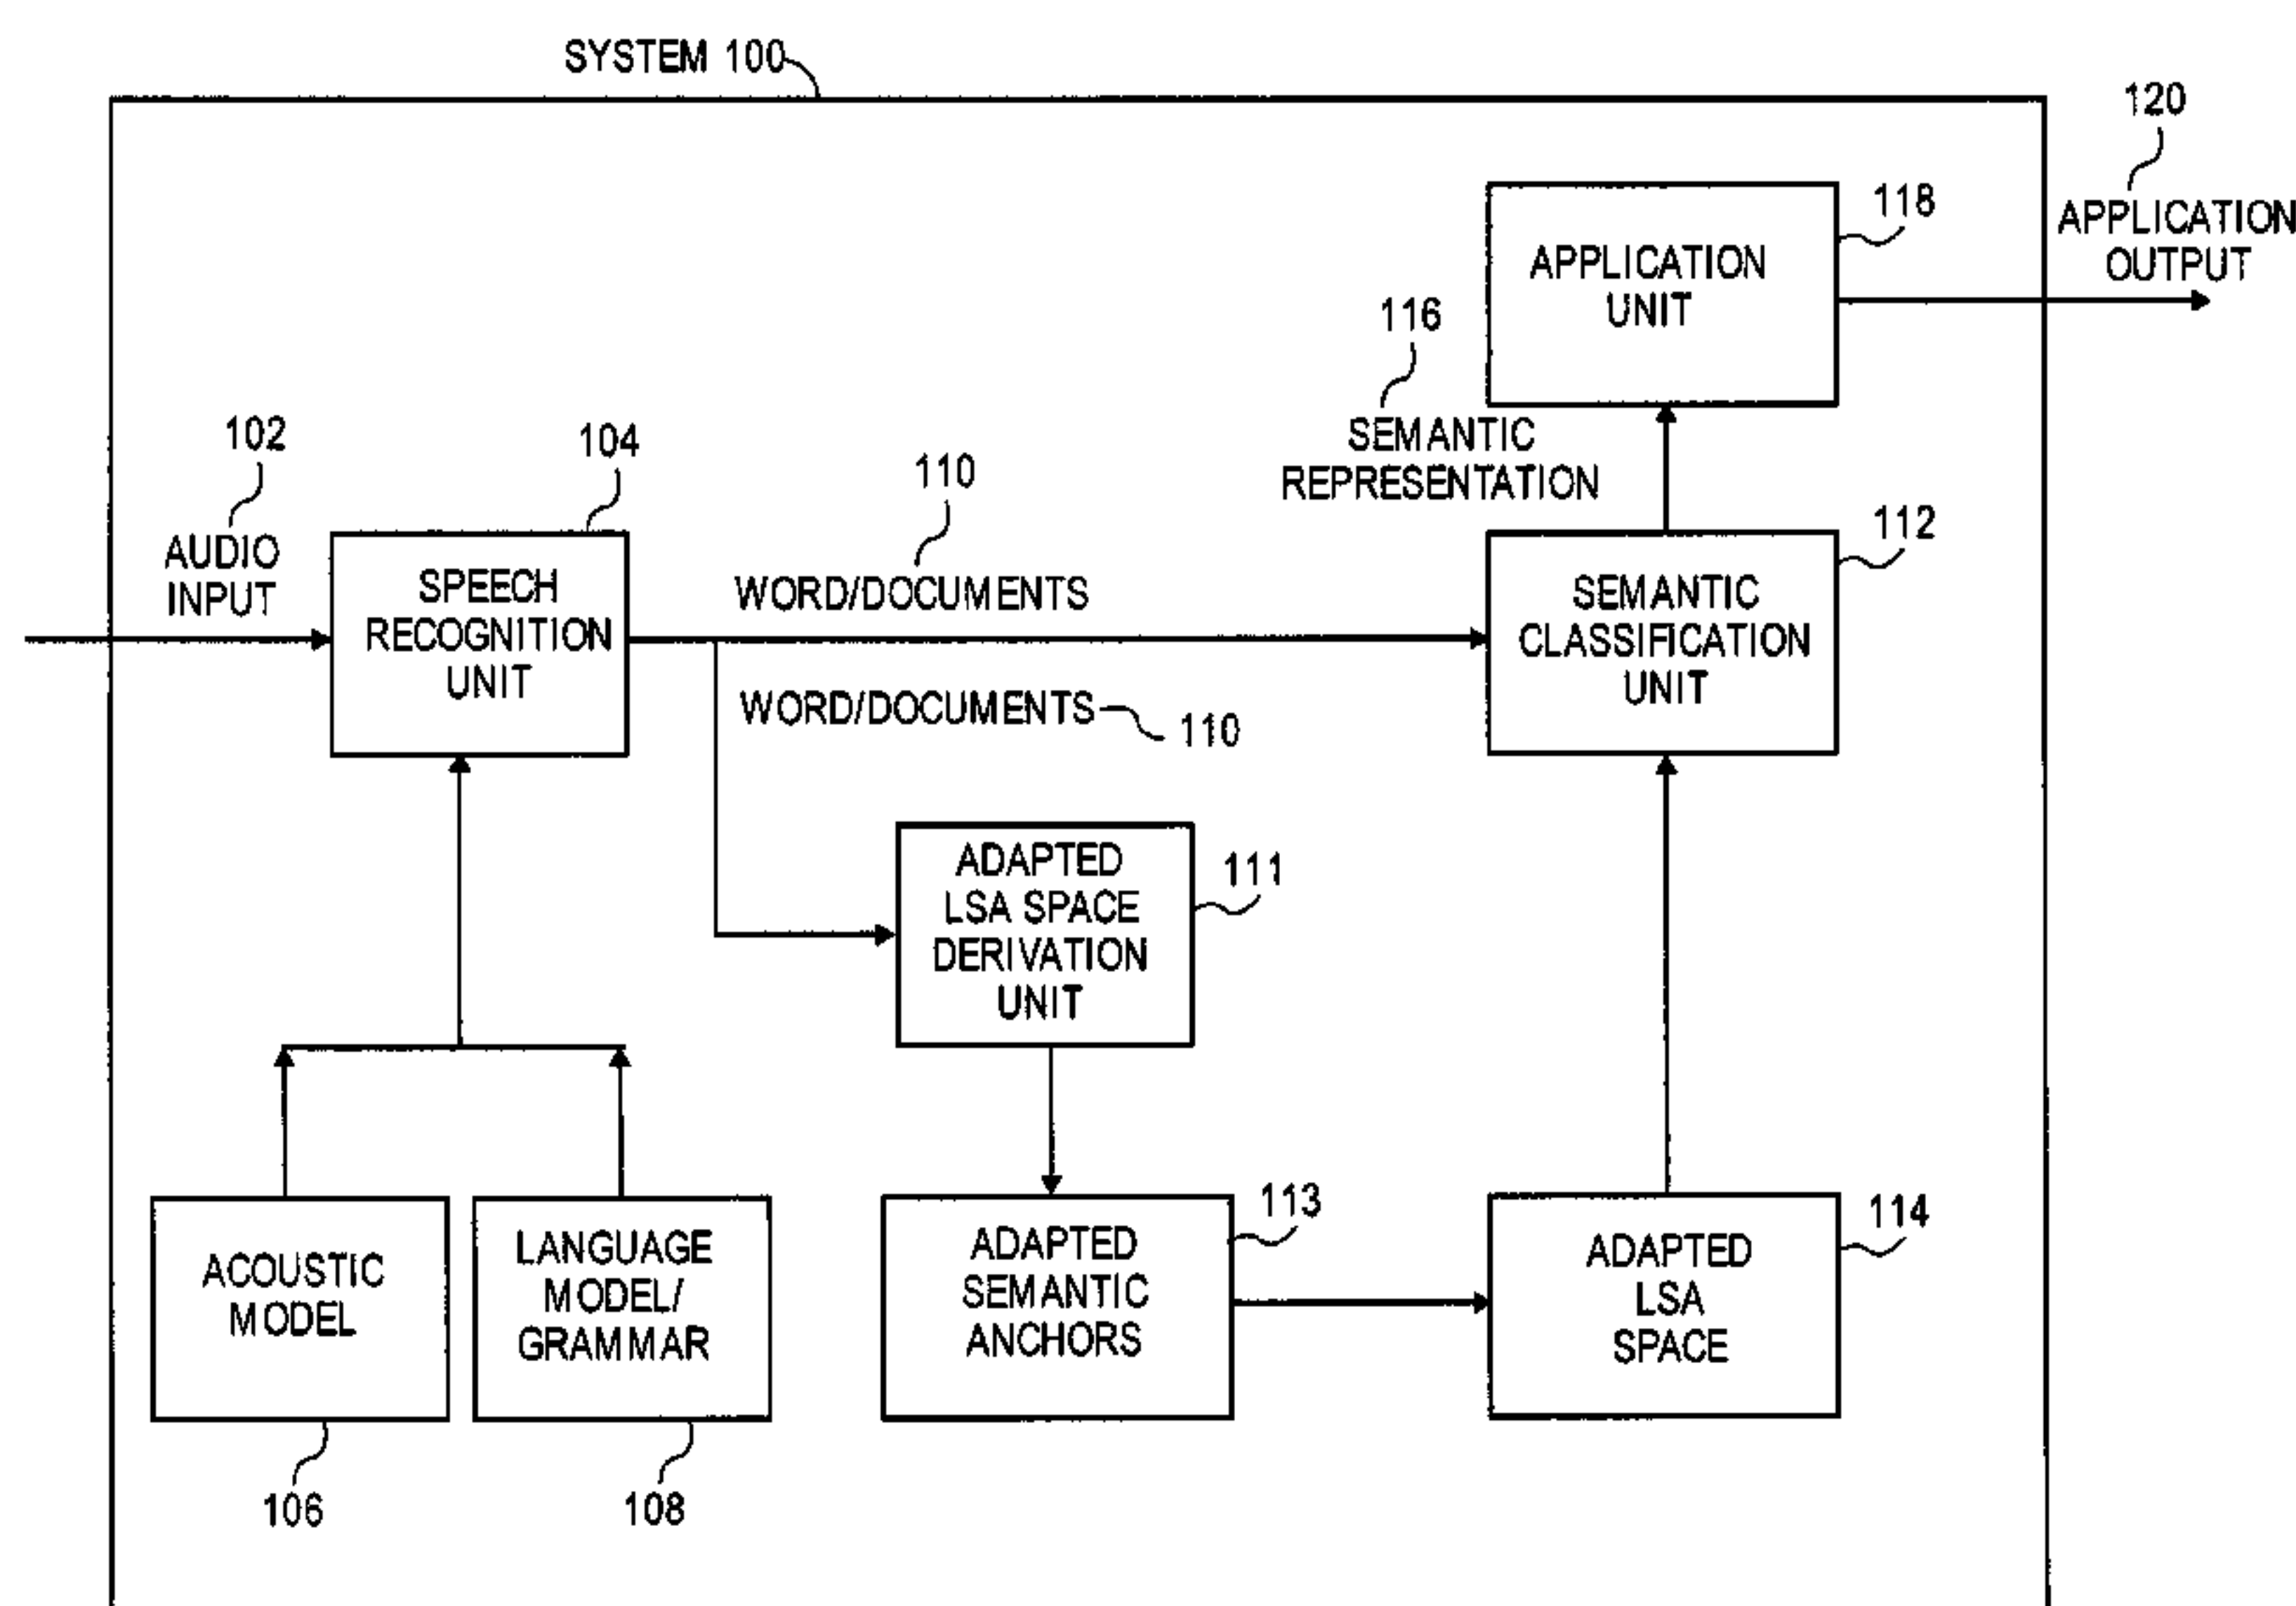 SYSTEM 100
120
APPLICATION
OUTPUT
118
APPLICATION
UNIT
116
SEMANTIC
REPRESENTATION
102
AUDIO
INPUT
104
SPEECH
RECOGNITION
UNIT
110
WORD/DOCUMENTS
WORD/DOCUMENTS
110
112
SEMANTIC
CLASSIFICATION
UNIT
111
ADAPTED
LSA SPACE
DERIVATION
UNIT
ACOUSTIC
MODEL
106
LANGUAGE
MODEL/
GRAMMAR
108
113
ADAPTED
SEMANTIC
ANCHORS
114
ADAPTED
LSA
SPACE